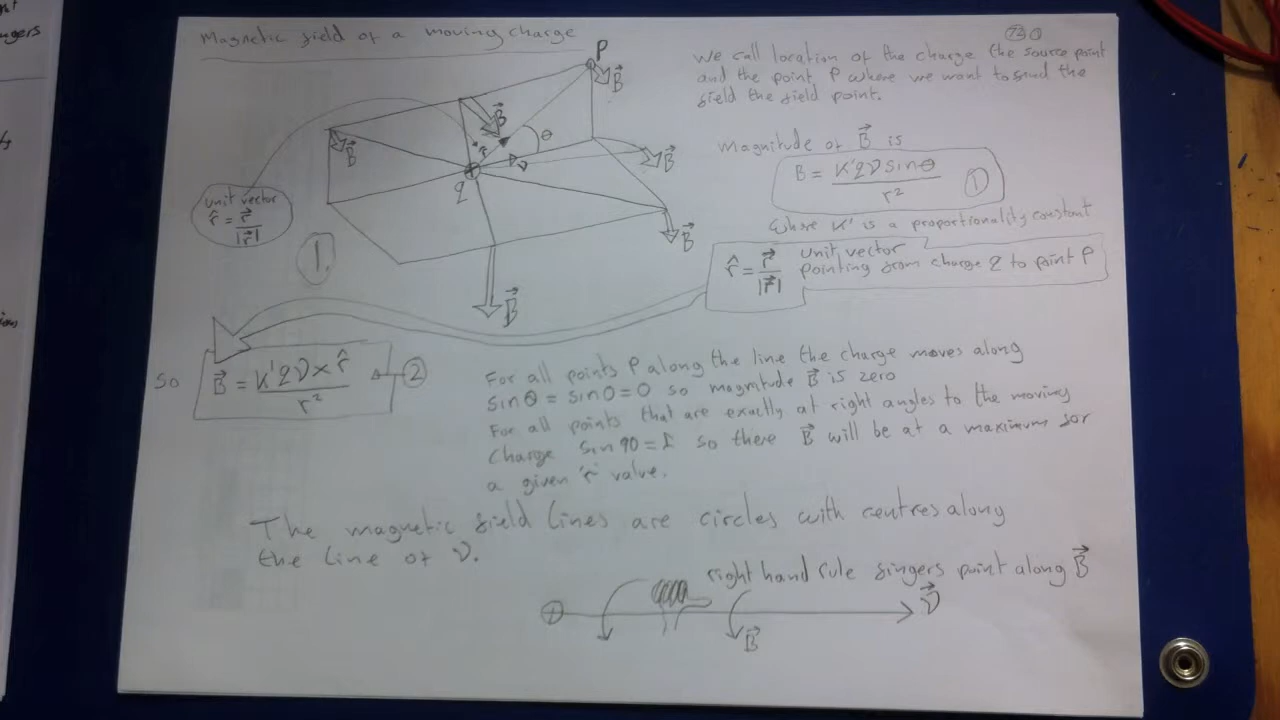 Magnetic field of a moving charge
P
B⃗
B⃗
B⃗
r̂
θ
V
B⃗
q
B⃗
B⃗
unit vector
r̂ = r⃗/|r⃗|
1.
We call location of the charge the source point
and the point P where we want to find the
field the field point.
Magnitude of B⃗ is
B = K'qVsinθ/r² ①
Where K' is a proportionality constant
r̂ = r⃗/|r⃗| Unit vector
pointing from charge q to point P
So B⃗ = K'qV×r̂/r² ②
For all points P along the line the charge moves along
sinθ = sin0 = 0 so magnitude B⃗ is zero
For all points that are exactly at right angles to the moving
charge sin90 = 1 so there B⃗ will be at a maximum for
a given 'r' value.
The magnetic field lines are circles with centres along
the line of V.
right hand rule fingers point along B⃗
+
V⃗
B⃗
ngers